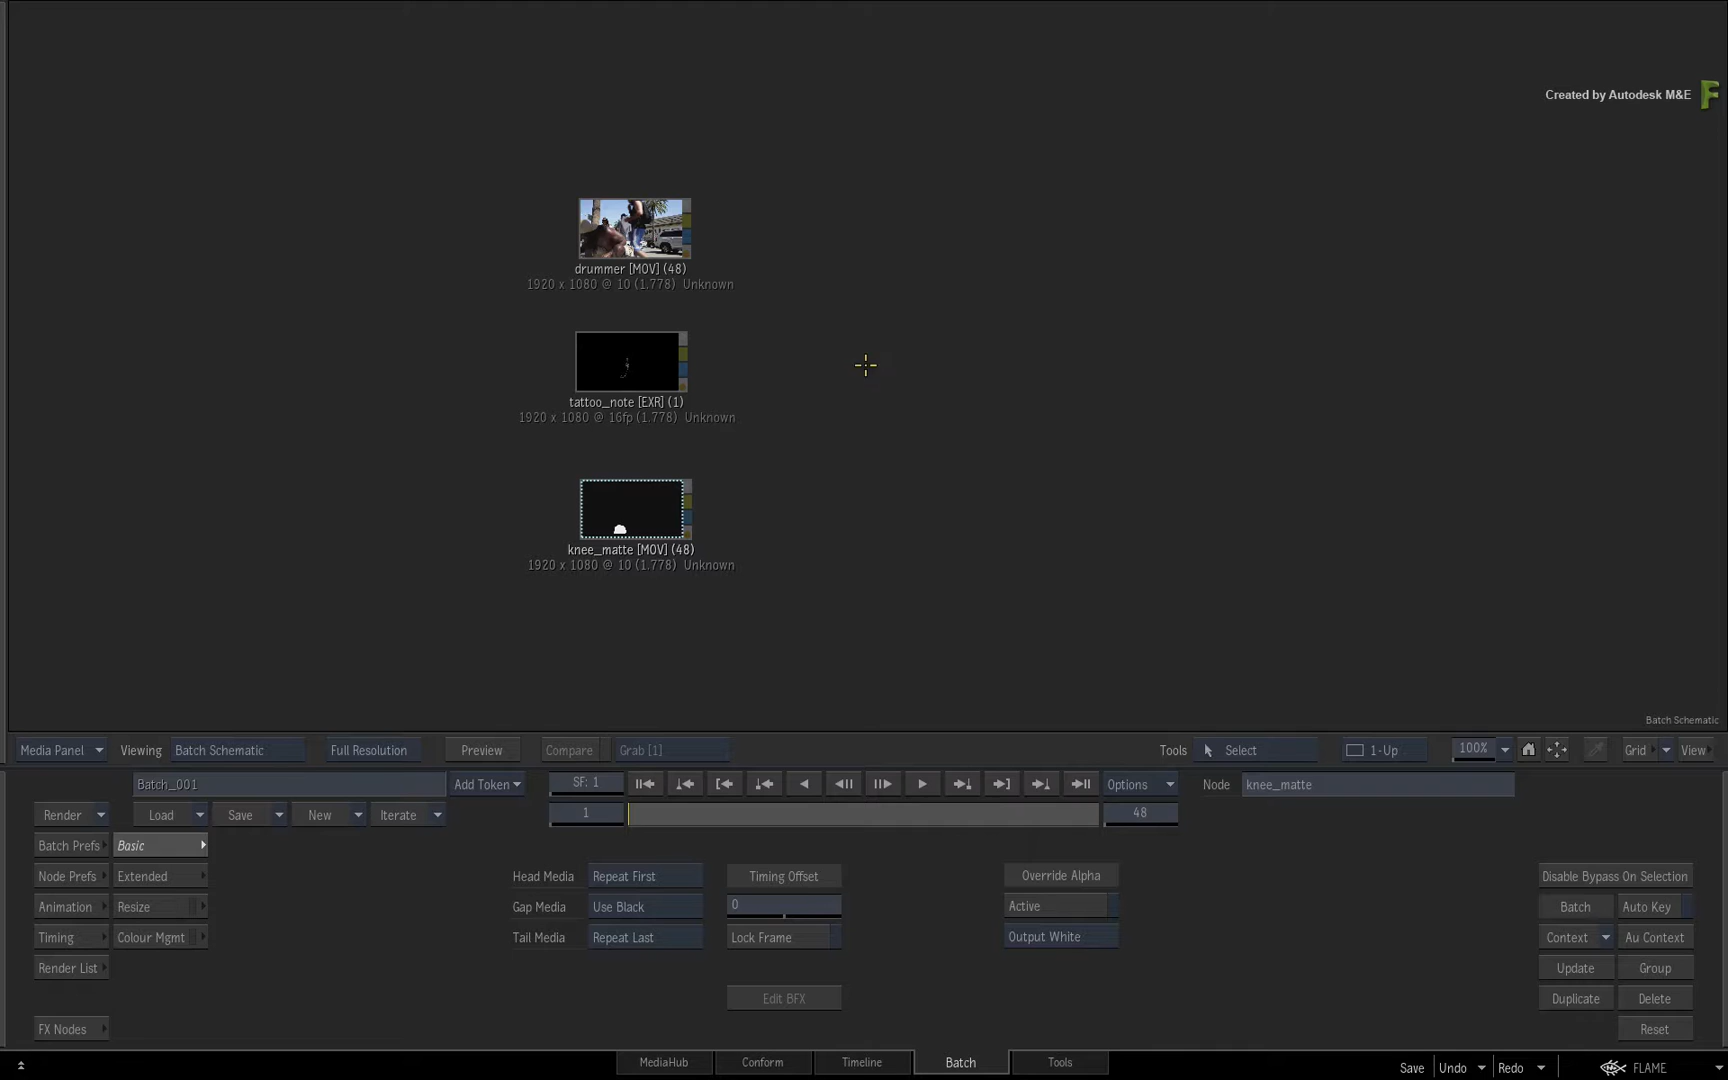 Created by Autodesk M&E
drummer [MOV] (48)
1920 x 1080 @ 10 (1.778) Unknown
tattoo_note [EXR] (1)
1920 x 1080 @ 16fp (1.778) Unknown
knee_matte [MOV] (48)
1920 x 1080 @ 10 (1.778) Unknown
Batch Schematic
Media Panel Viewing Batch Schematic Full Resolution Preview Compare Grab [1] Tools Select 1-Up 100% Grid View
Batch_001 Add Token SF: 1 Options Node knee_matte
Render Load Save New Iterate 1 48
Batch Prefs Basic
Node Prefs Extended Head Media Repeat First Timing Offset Override Alpha Disable Bypass On Selection
Animation Resize Gap Media Use Black 0 Active Batch Auto Key
Timing Colour Mgmt Tail Media Repeat Last Lock Frame Output White Context Au Context
Render List Update Group
Edit BFX Duplicate Delete
FX Nodes Reset
MediaHub Conform Timeline Batch Tools Save Undo Redo FLAME